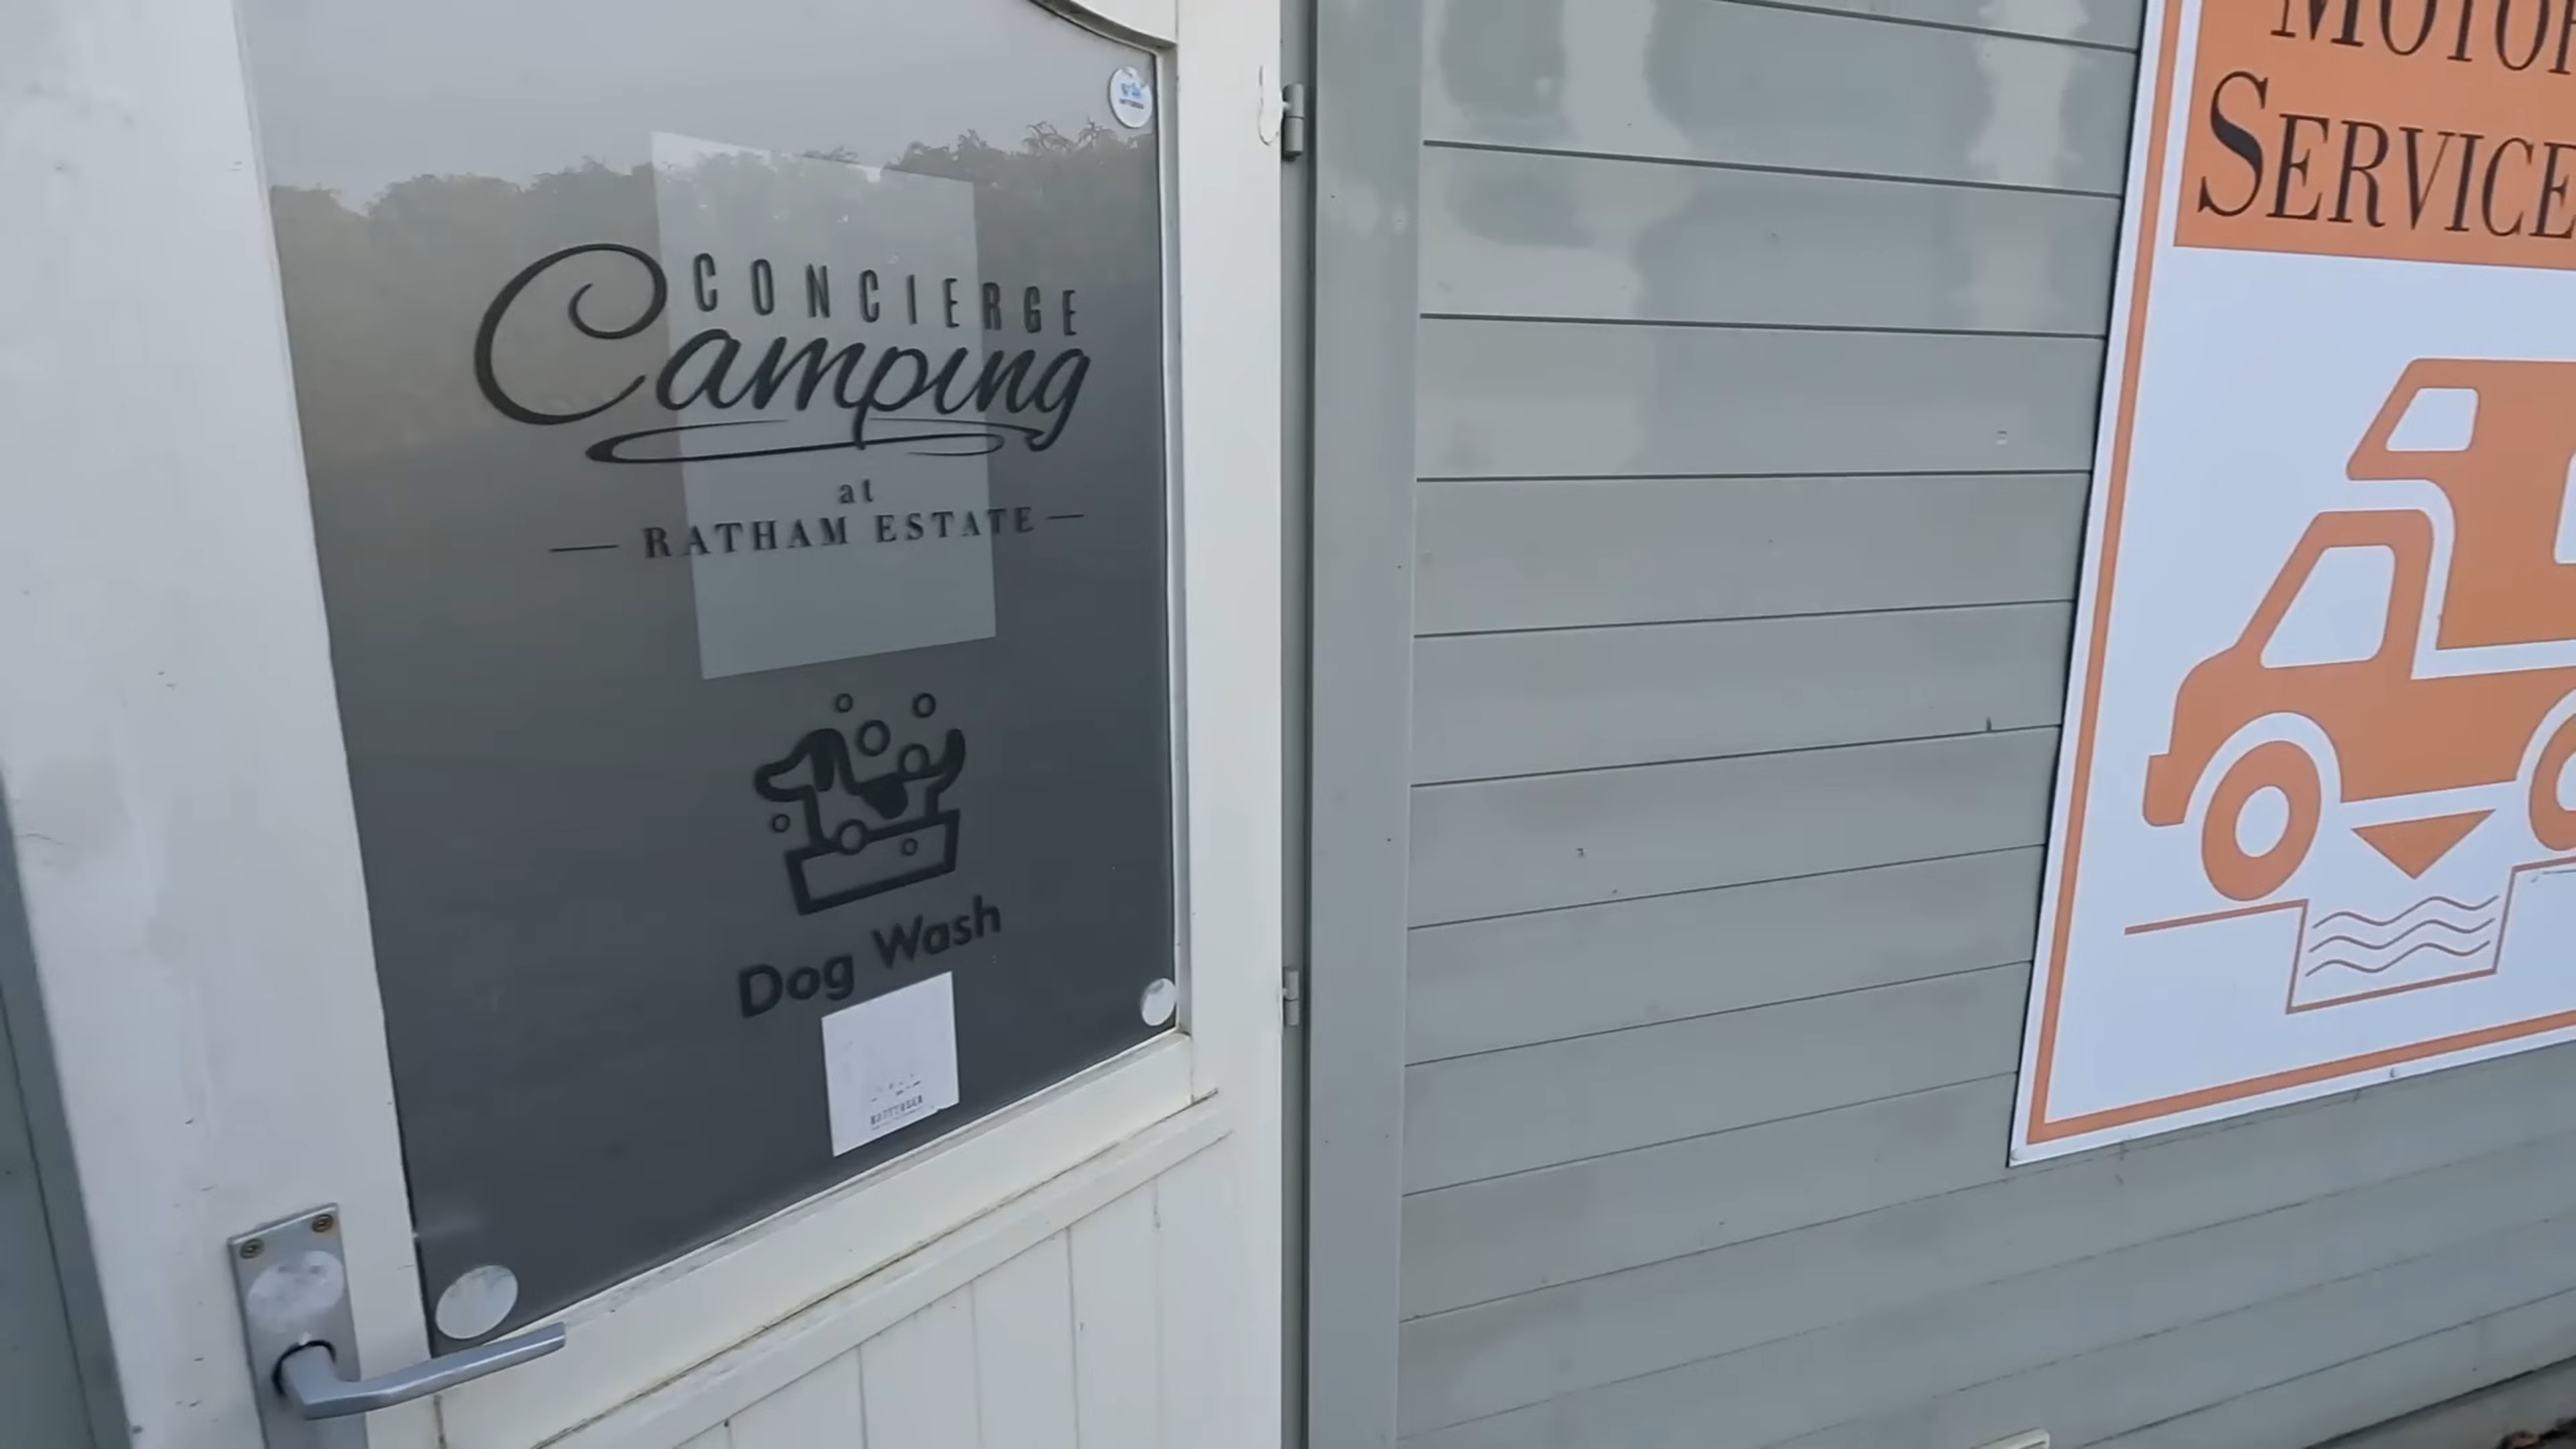 CONCIERGE
Camping
at
RATHAM ESTATE
Dog Wash
SERVICE